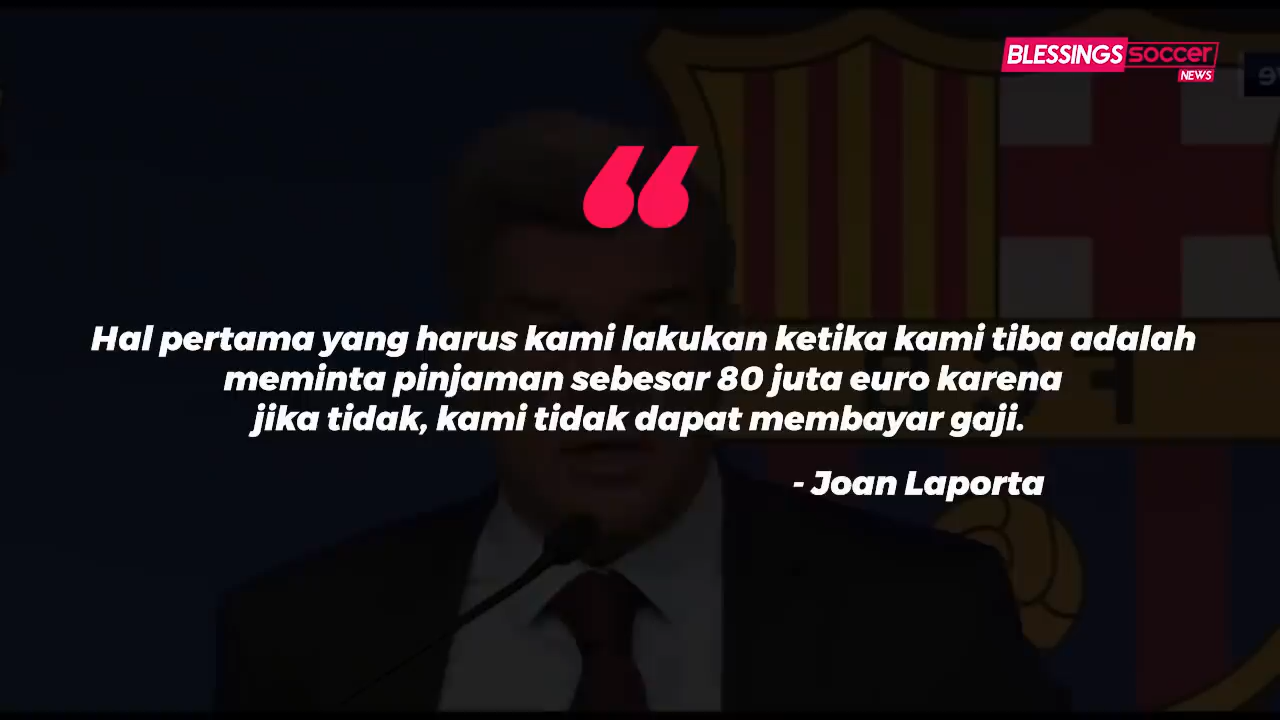 BLESSINGS soccer
NEWS
Hal pertama yang harus kami lakukan ketika kami tiba adalah
meminta pinjaman sebesar 80 juta euro karena
jika tidak, kami tidak dapat membayar gaji.
- Joan Laporta